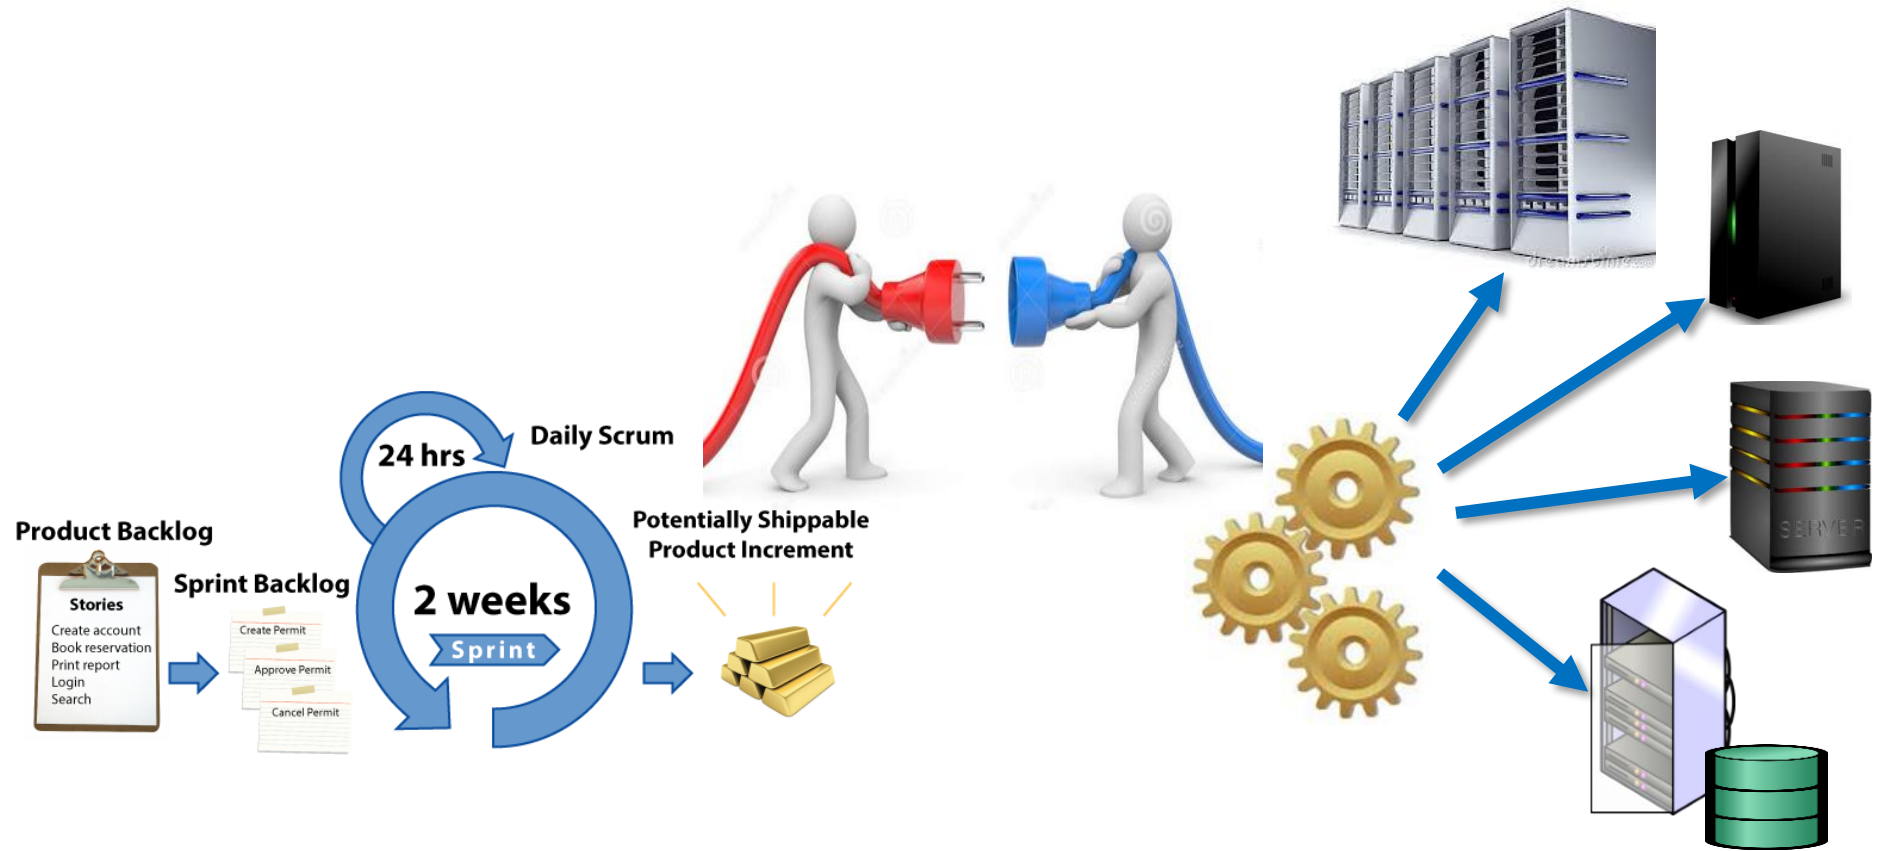 Product Backlog
Stories
Create account
Book reservation
Print report
Login
Search
Sprint Backlog
Create Permit
Approve Permit
Cancel Permit
24 hrs
Daily Scrum
2 weeks
Sprint
Potentially Shippable
Product Increment
SERVER